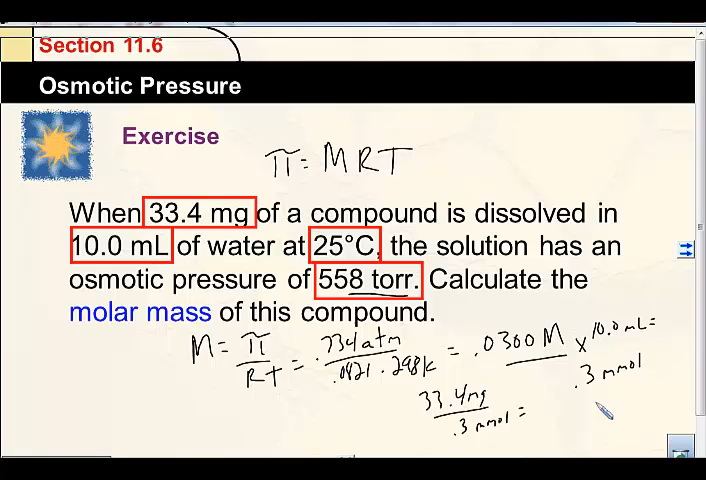 Section 11.6
Osmotic Pressure
Exercise
π = MRT
When 33.4 mg of a compound is dissolved in
10.0 mL of water at 25°C, the solution has an
osmotic pressure of 558 torr. Calculate the
molar mass of this compound.
M = π / RT = .734 atm / .0821 · 298k = .0300 M × 10.0 mL =
.3 mmol
33.4 mg / .3 mmol =